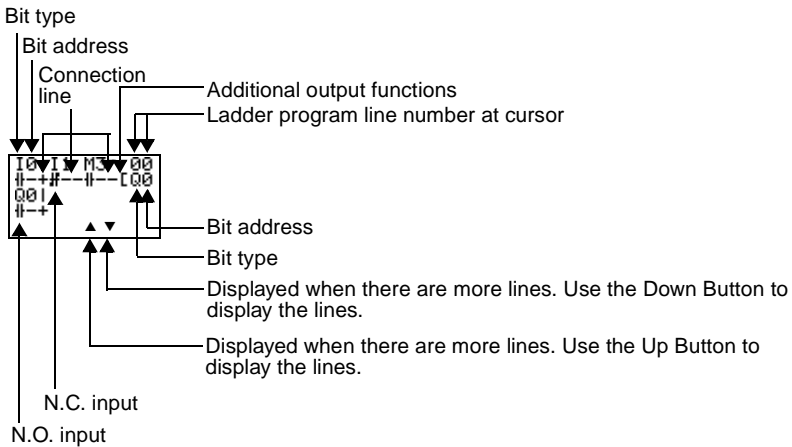 Bit type
Bit address
Connection
line
Additional output functions
Ladder program line number at cursor
I0 I1 M3 00
[Q0
Q0
Bit address
Bit type
Displayed when there are more lines. Use the Down Button to
display the lines.
Displayed when there are more lines. Use the Up Button to
display the lines.
N.C. input
N.O. input